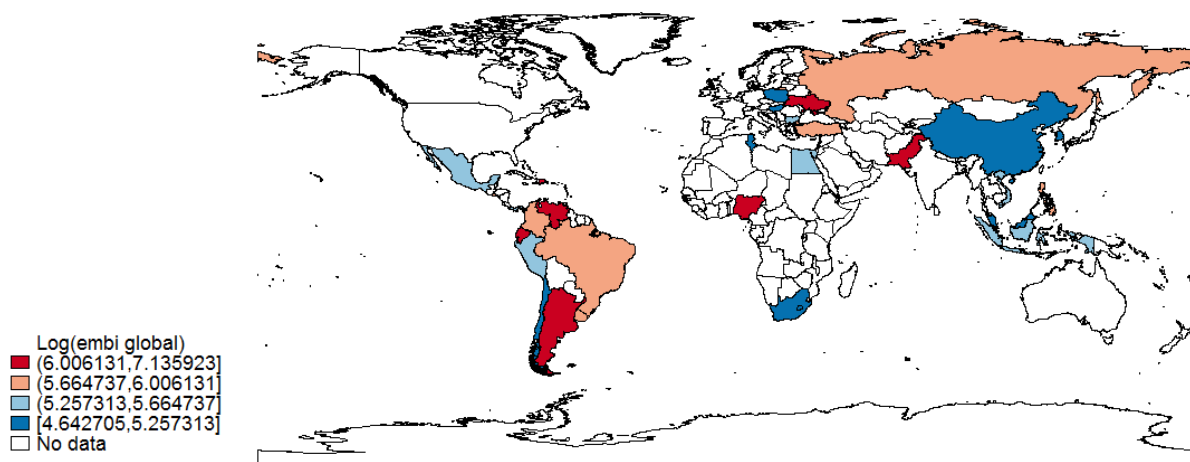 Log(embi global)
(6.006131,7.135923]
(5.664737,6.006131]
(5.257313,5.664737]
[4.642705,5.257313]
No data